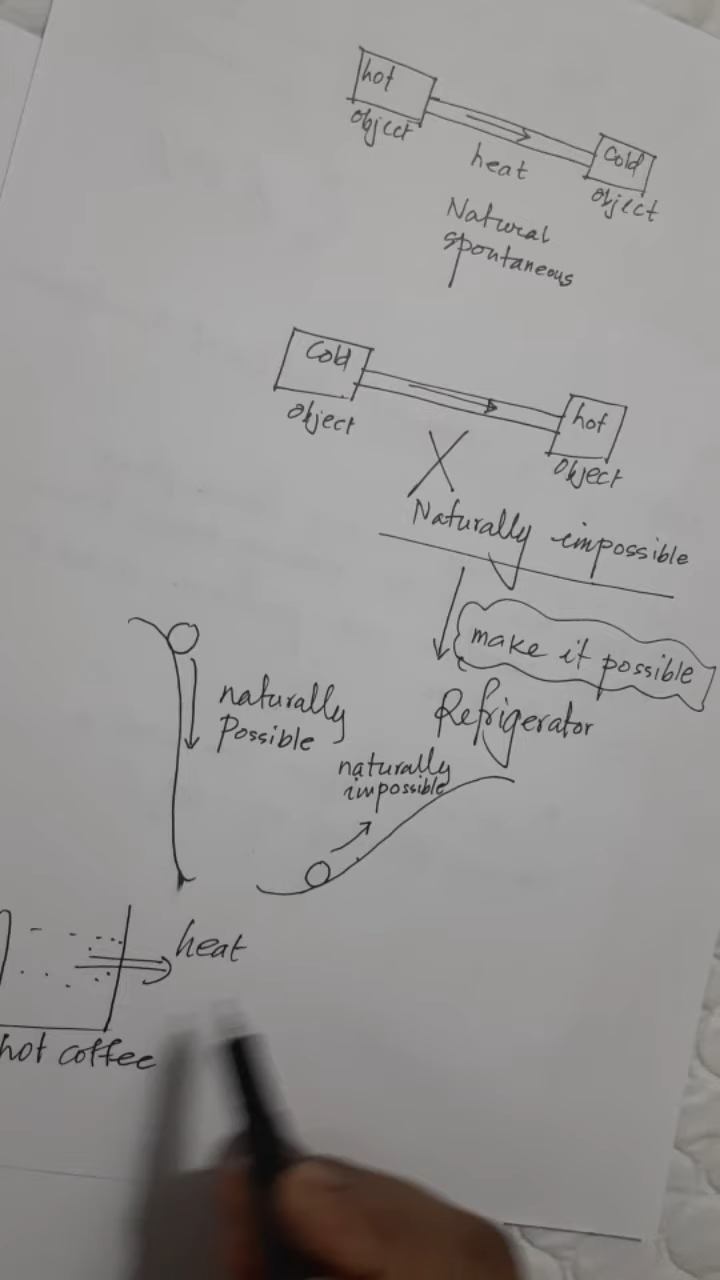 hot
object
heat
Cold
object
Natural
spontaneous
Cold
object
hot
object
Naturally impossible
make it possible
Refrigerator
naturally
Possible
naturally
impossible
heat
hot coffee